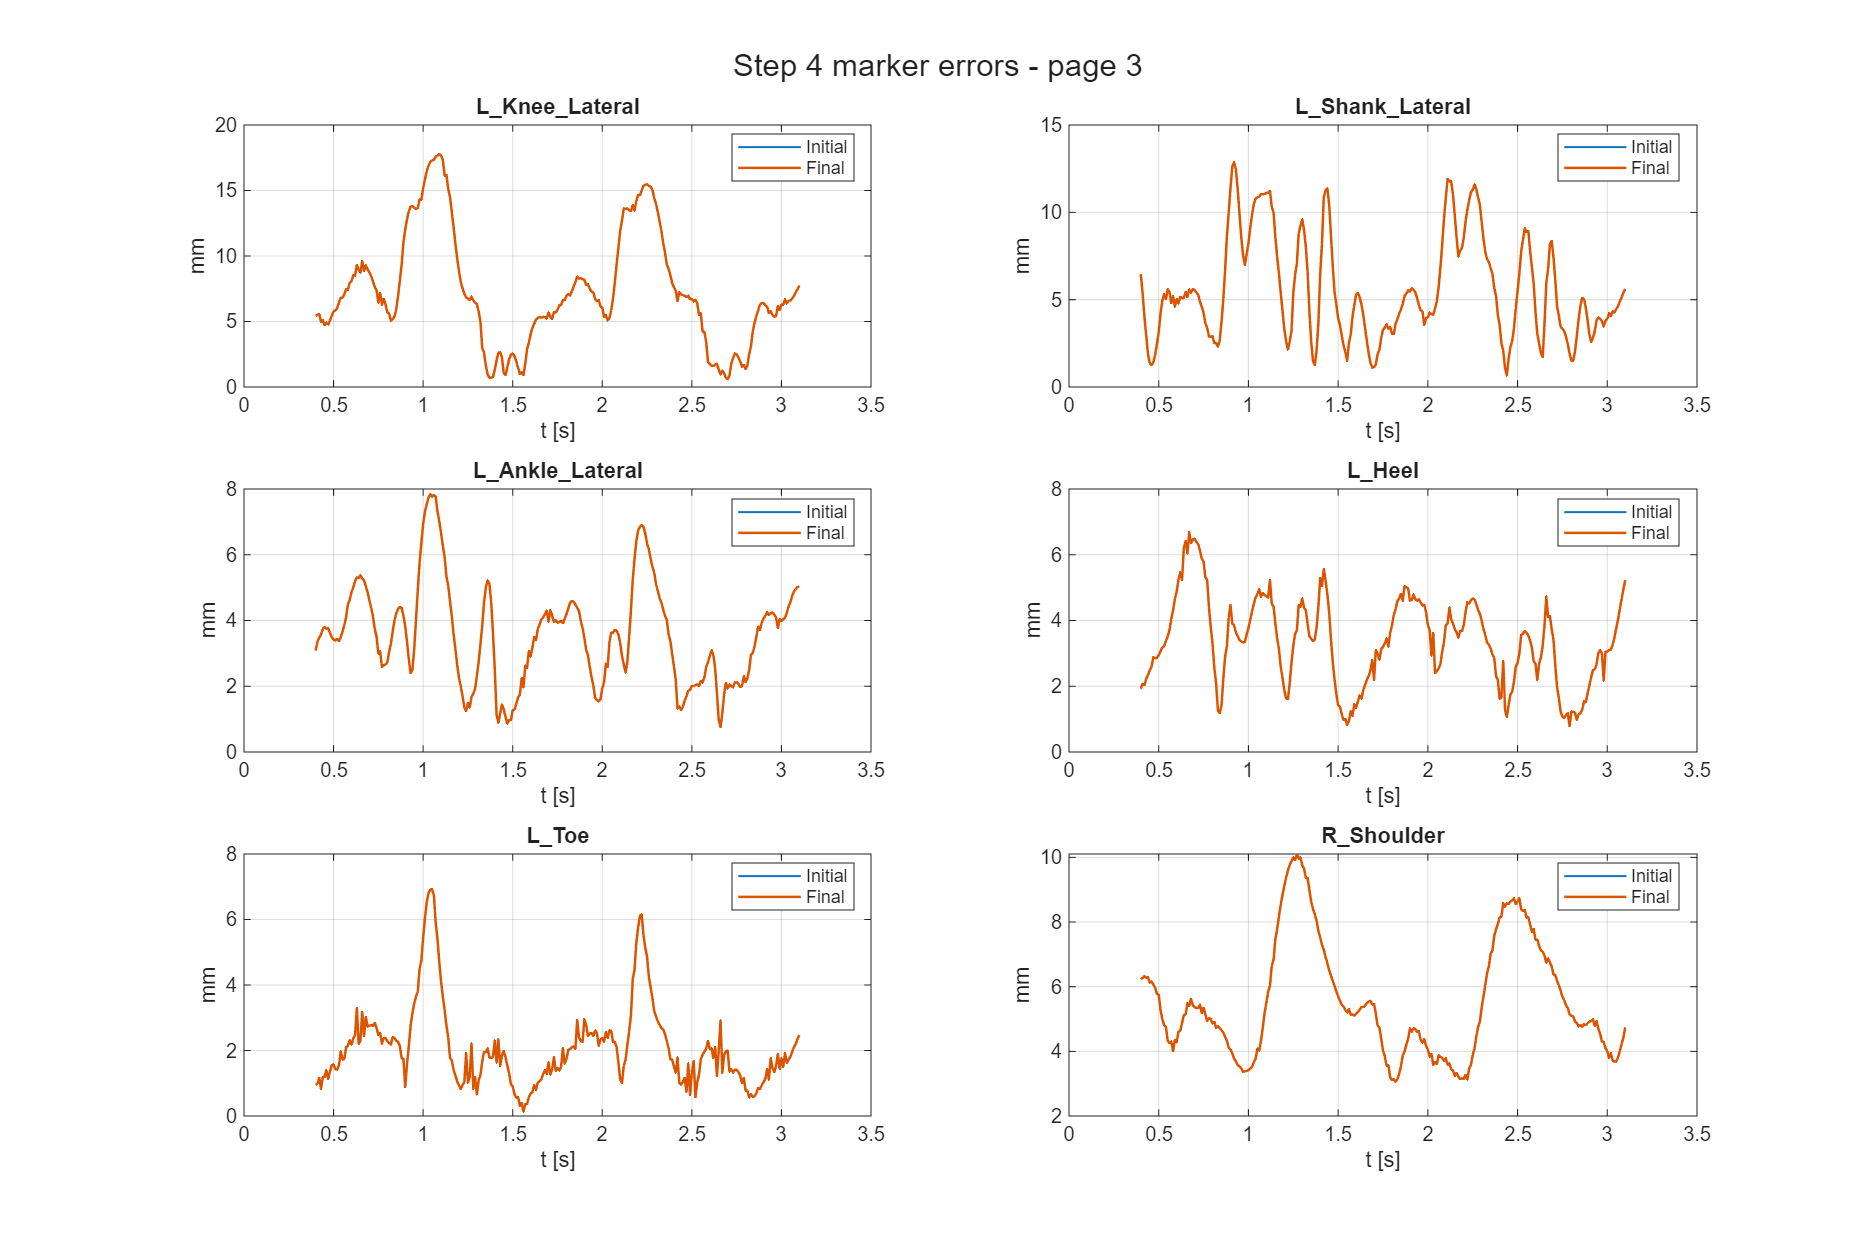 Step 4 marker errors - page 3
L_Knee_Lateral
20
15
10
5
0
mm
Initial
Final
0 0.5 1 1.5 2 2.5 3 3.5
t [s]
L_Shank_Lateral
15
10
5
0
mm
Initial
Final
0 0.5 1 1.5 2 2.5 3 3.5
t [s]
L_Ankle_Lateral
8
6
4
2
0
mm
Initial
Final
0 0.5 1 1.5 2 2.5 3 3.5
t [s]
L_Heel
8
6
4
2
0
mm
Initial
Final
0 0.5 1 1.5 2 2.5 3 3.5
t [s]
L_Toe
8
6
4
2
0
mm
Initial
Final
0 0.5 1 1.5 2 2.5 3 3.5
t [s]
R_Shoulder
10
8
6
4
2
mm
Initial
Final
0 0.5 1 1.5 2 2.5 3 3.5
t [s]